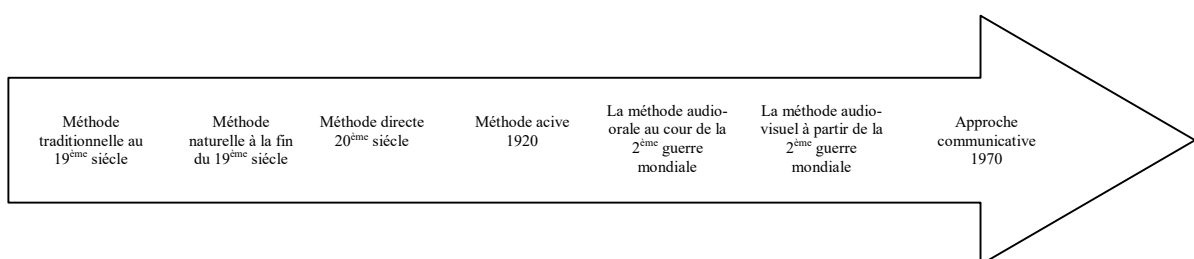 Méthode
traditionnelle au
19ème siécle
Méthode
naturelle à la fin
du 19ème siécle
Méthode directe
20ème siécle
Méthode acive
1920
La méthode audio-
orale au cour de la
2ème guerre
mondiale
La méthode audio-
visuel à partir de la
2ème guerre
mondiale
Approche
communicative
1970